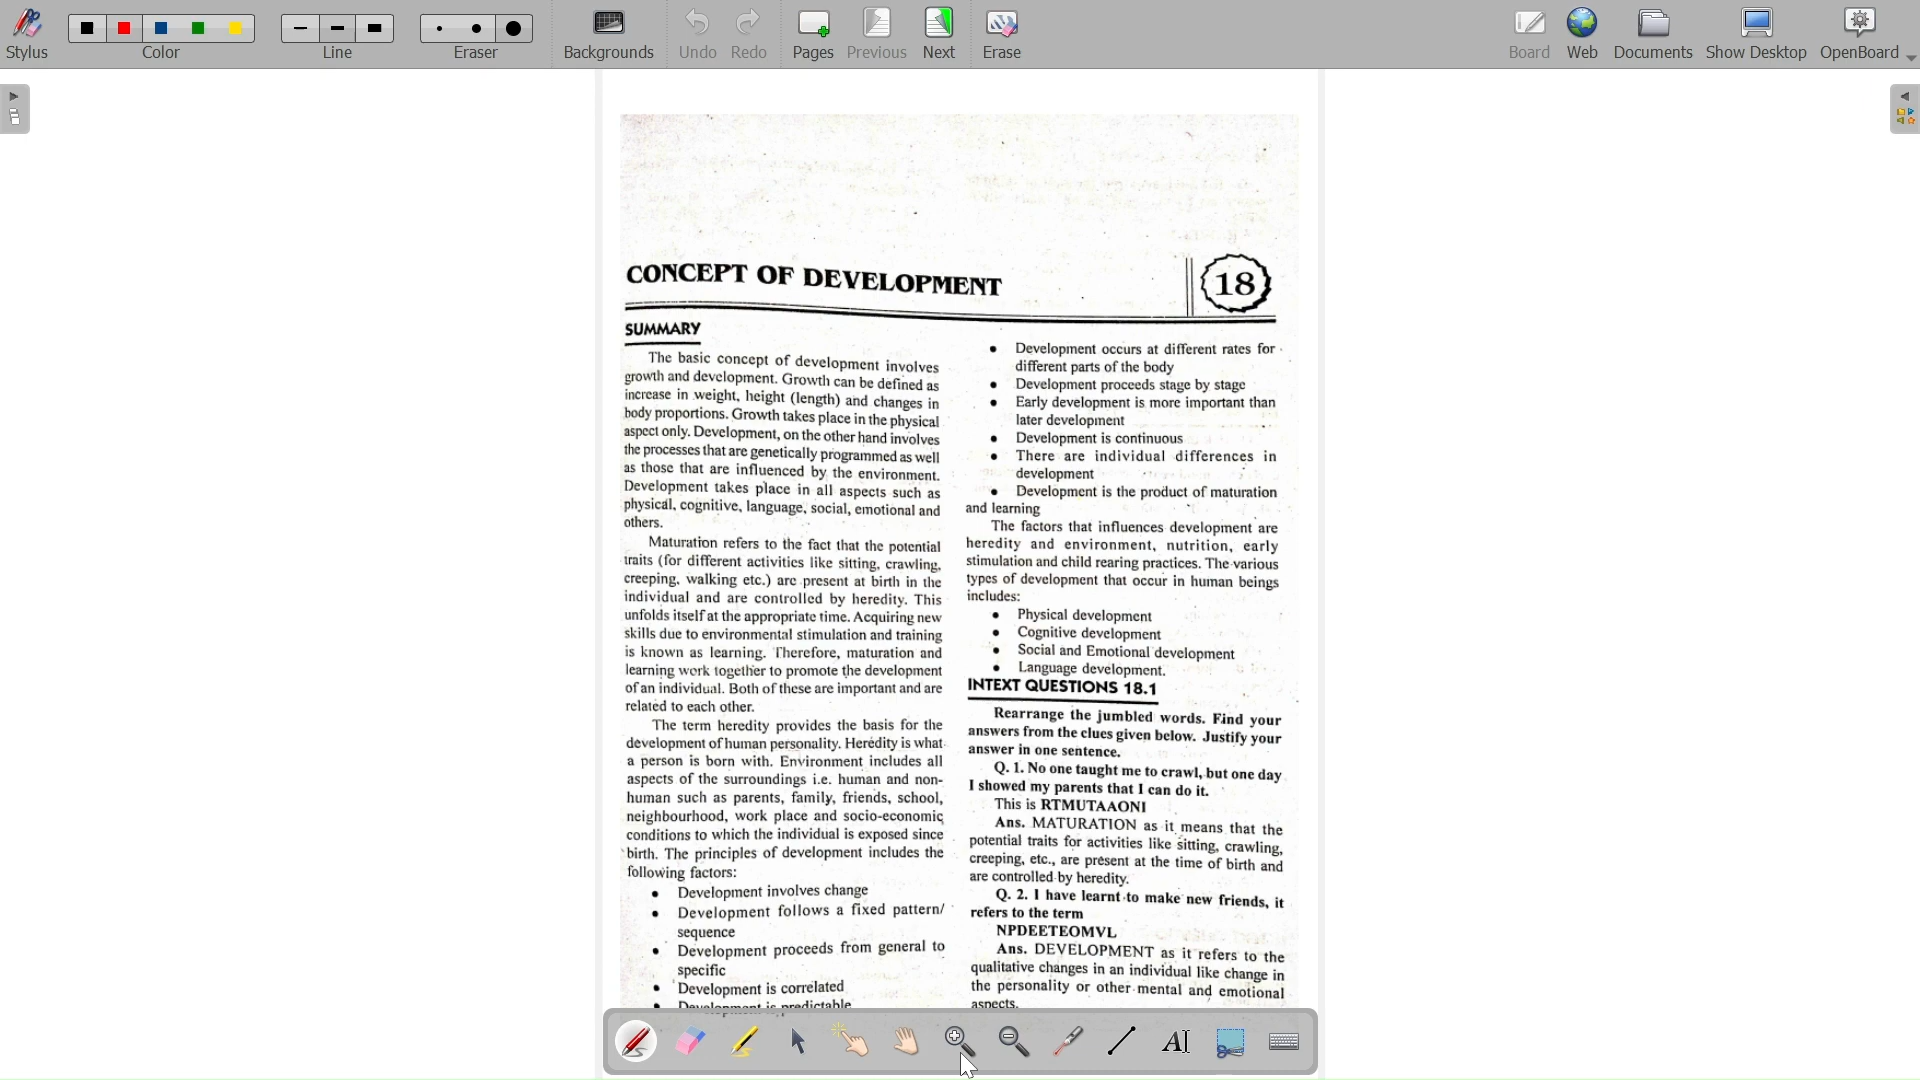 Stylus
Color
Line
Eraser
Backgrounds
Undo
Redo
Pages
Previous
Next
Erase
Board
Web
Documents
Show Desktop
OpenBoard
CONCEPT OF DEVELOPMENT
18
SUMMARY
The basic concept of development involves
growth and development. Growth can be defined as
increase in weight, height (length) and changes in
body proportions. Growth takes place in the physical
aspect only. Development, on the other hand involves
the processes that are genetically programmed as well
as those that are influenced by the environment.
Development takes place in all aspects such as
physical, cognitive, language, social, emotional and
others.
Maturation refers to the fact that the potential
traits (for different activities like sitting, crawling,
creeping, walking etc.) are present at birth in the
individual and are controlled by heredity. This
unfolds itself at the appropriate time. Acquiring new
skills due to environmental stimulation and training
is known as learning. Therefore, maturation and
learning work together to promote the development
of an individual. Both of these are important and are
related to each other.
The term heredity provides the basis for the
development of human personality. Heredity is what
a person is born with. Environment includes all
aspects of the surroundings i.e. human and non-
human such as parents, family, friends, school,
neighbourhood, work place and socio-economic
conditions to which the individual is exposed since
birth. The principles of development includes the
following factors:
• Development involves change
• Development follows a fixed pattern/
sequence
• Development proceeds from general to
specific
• Development is correlated
• Development is predictable
• Development occurs at different rates for
different parts of the body
• Development proceeds stage by stage
• Early development is more important than
later development
• Development is continuous
• There are individual differences in
development
• Development is the product of maturation
and learning
The factors that influences development are
heredity and environment, nutrition, early
stimulation and child rearing practices. The various
types of development that occur in human beings
includes:
• Physical development
• Cognitive development
• Social and Emotional development
• Language development.
INTEXT QUESTIONS 18.1
Rearrange the jumbled words. Find your
answers from the clues given below. Justify your
answer in one sentence.
Q. 1. No one taught me to crawl, but one day
I showed my parents that I can do it.
This is RTMUTAAONI
Ans. MATURATION as it means that the
potential traits for activities like sitting, crawling,
creeping, etc., are present at the time of birth and
are controlled by heredity.
Q. 2. I have learnt to make new friends, it
refers to the term
NPDEETEOMVL
Ans. DEVELOPMENT as it refers to the
qualitative changes in an individual like change in
the personality or other mental and emotional
aspects.